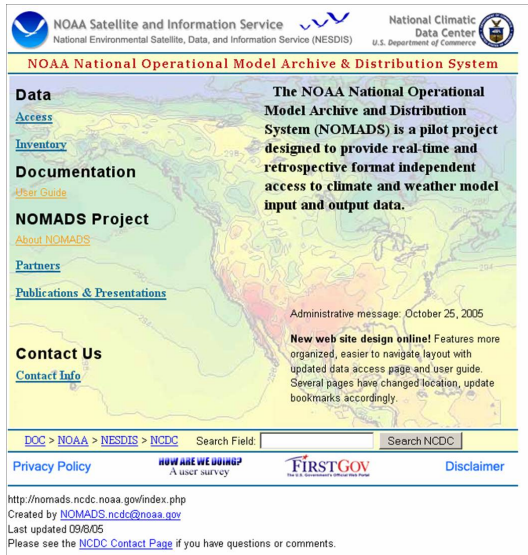 NOAA Satellite and Information Service
National Environmental Satellite, Data, and Information Service (NESDIS)
National Climatic
Data Center
U.S. Department of Commerce
NOAA National Operational Model Archive & Distribution System
Data
Access
Inventory
Documentation
User Guide
NOMADS Project
About NOMADS
Partners
Publications & Presentations
Contact Us
Contact Info
The NOAA National Operational
Model Archive and Distribution
System (NOMADS) is a pilot project
designed to provide real-time and
retrospective format independent
access to climate and weather model
input and output data.
Administrative message: October 25, 2005
New web site design online! Features more
organized, easier to navigate layout with
updated data access page and user guide.
Several pages have changed location, update
bookmarks accordingly.
DOC > NOAA > NESDIS > NCDC Search Field: Search NCDC
Privacy Policy
HOW ARE WE DOING?
A user survey
FIRSTGOV
The U.S. Government's Official Web Portal
Disclaimer
http://nomads.ncdc.noaa.gov/index.php
Created by NOMADS.ncdc@noaa.gov
Last updated 09/8/05
Please see the NCDC Contact Page if you have questions or comments.